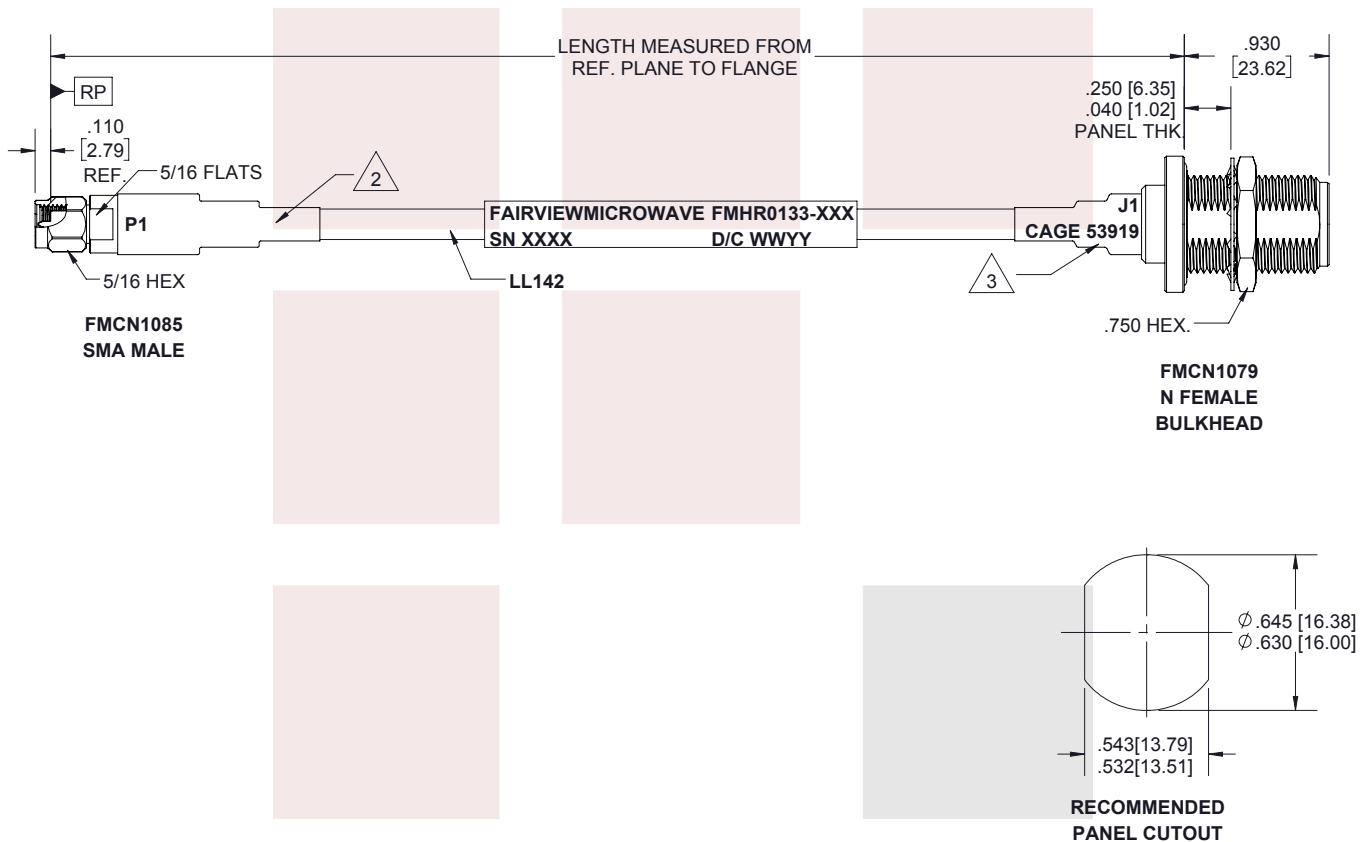 LENGTH MEASURED FROM
REF. PLANE TO FLANGE
.930
[23.62]
RP
.250 [6.35]
.040 [1.02]
PANEL THK.
.110
[2.79]
REF.
5/16 FLATS
2
P1
FAIRVIEWMICROWAVE FMHR0133-XXX
SN XXXX D/C WWYY
J1
CAGE 53919
5/16 HEX
LL142
3
.750 HEX.
FMCN1085
SMA MALE
FMCN1079
N FEMALE
BULKHEAD
Ø .645 [16.38]
Ø .630 [16.00]
.543[13.79]
.532[13.51]
RECOMMENDED
PANEL CUTOUT